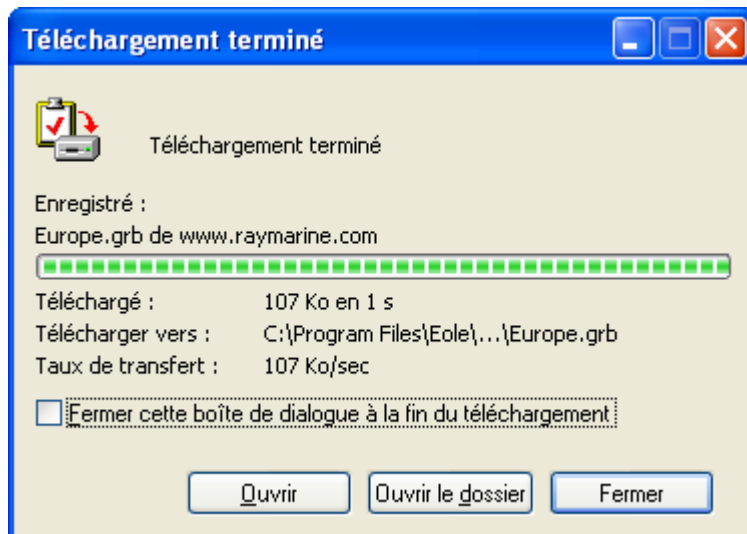 Téléchargement terminé
Téléchargement terminé
Enregistré :
Europe.grb de www.raymarine.com
Téléchargé : 107 Ko en 1 s
Télécharger vers : C:\Program Files\Eole\...\Europe.grb
Taux de transfert : 107 Ko/sec
Fermer cette boîte de dialogue à la fin du téléchargement
Ouvrir Ouvrir le dossier Fermer